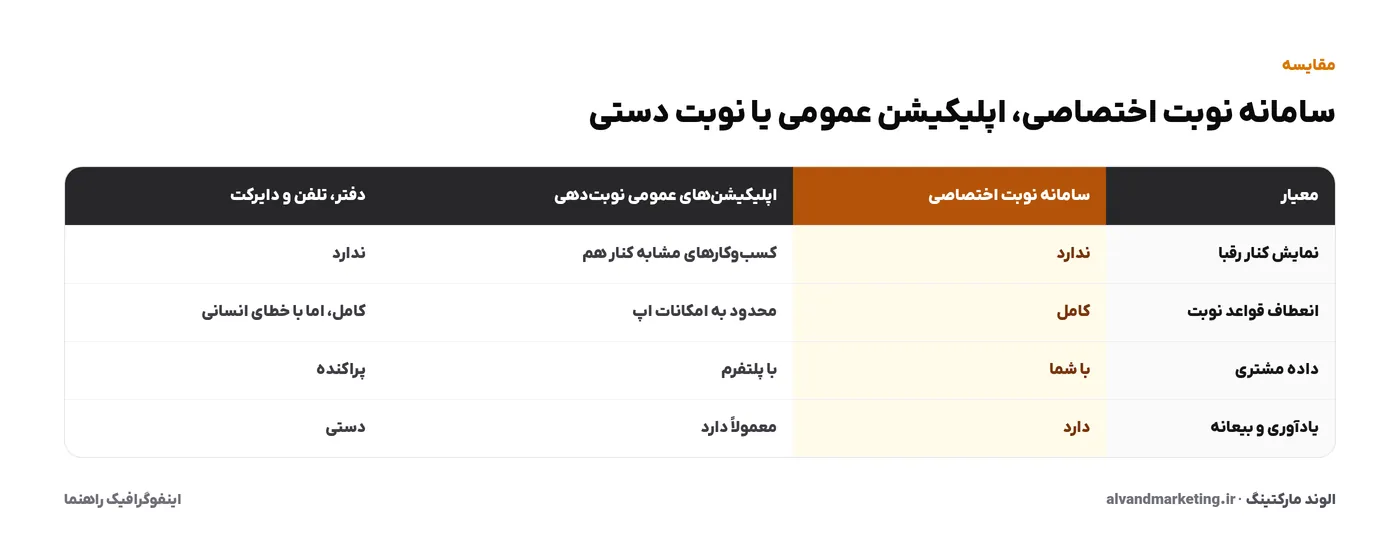 مقایسه
سامانه نوبت اختصاصی، اپلیکیشن عمومی یا نوبت دستی
معیار سامانه نوبت اختصاصی اپلیکیشن‌های عمومی نوبت‌دهی دفتر، تلفن و دایرکت
نمایش کنار رقبا ندارد کسب‌وکارهای مشابه کنار هم ندارد
انعطاف قواعد نوبت کامل محدود به امکانات اپ کامل، اما با خطای انسانی
داده مشتری با شما با پلتفرم پراکنده
یادآوری و بیعانه دارد معمولاً دارد دستی
الوند مارکتینگ · alvandmarketing.ir اینفوگرافیک راهنما